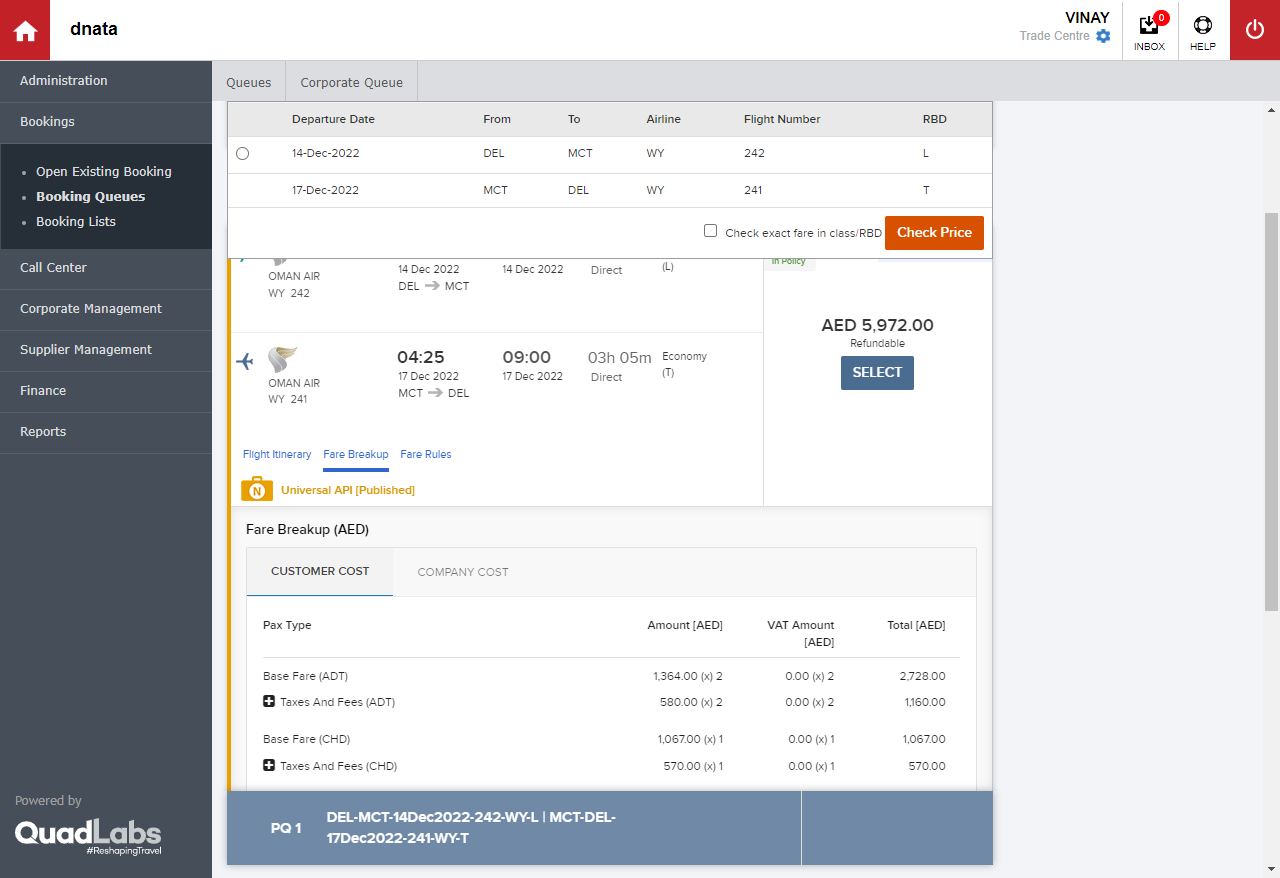 dnata
VINAY
Trade Centre
0
INBOX
HELP
Administration
Bookings
Open Existing Booking
Booking Queues
Booking Lists
Call Center
Corporate Management
Supplier Management
Finance
Reports
Powered by
QuadLabs
#ReshapingTravel
Queues
Corporate Queue
Departure Date From To Airline Flight Number RBD
14-Dec-2022 DEL MCT WY 242 L
17-Dec-2022 MCT DEL WY 241 T
Check exact fare in class/RBD Check Price
OMAN AIR
WY 242
14 Dec 2022
DEL MCT
14 Dec 2022
Direct
(L)
In Policy
OMAN AIR
WY 241
04:25
17 Dec 2022
MCT DEL
09:00
17 Dec 2022
03h 05m
Direct
Economy
(T)
AED 5,972.00
Refundable
SELECT
Flight Itinerary Fare Breakup Fare Rules
N Universal API [Published]
Fare Breakup (AED)
CUSTOMER COST COMPANY COST
Pax Type Amount [AED] VAT Amount [AED] Total [AED]
Base Fare (ADT) 1,364.00 (x) 2 0.00 (x) 2 2,728.00
Taxes And Fees (ADT) 580.00 (x) 2 0.00 (x) 2 1,160.00
Base Fare (CHD) 1,067.00 (x) 1 0.00 (x) 1 1,067.00
Taxes And Fees (CHD) 570.00 (x) 1 0.00 (x) 1 570.00
PQ 1
DEL-MCT-14Dec2022-242-WY-L | MCT-DEL-
17Dec2022-241-WY-T